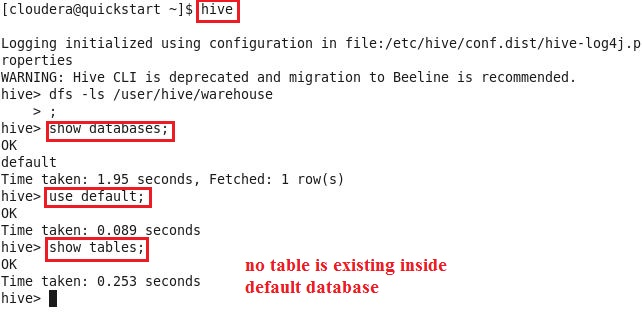 [cloudera@quickstart ~]$ hive
Logging initialized using configuration in file:/etc/hive/conf.dist/hive-log4j.p
roperties
WARNING: Hive CLI is deprecated and migration to Beeline is recommended.
hive> dfs -ls /user/hive/warehouse
    > ;
hive> show databases;
OK
default
Time taken: 1.95 seconds, Fetched: 1 row(s)
hive> use default;
OK
Time taken: 0.089 seconds
hive> show tables;
OK
Time taken: 0.253 seconds
hive>
no table is existing inside
default database